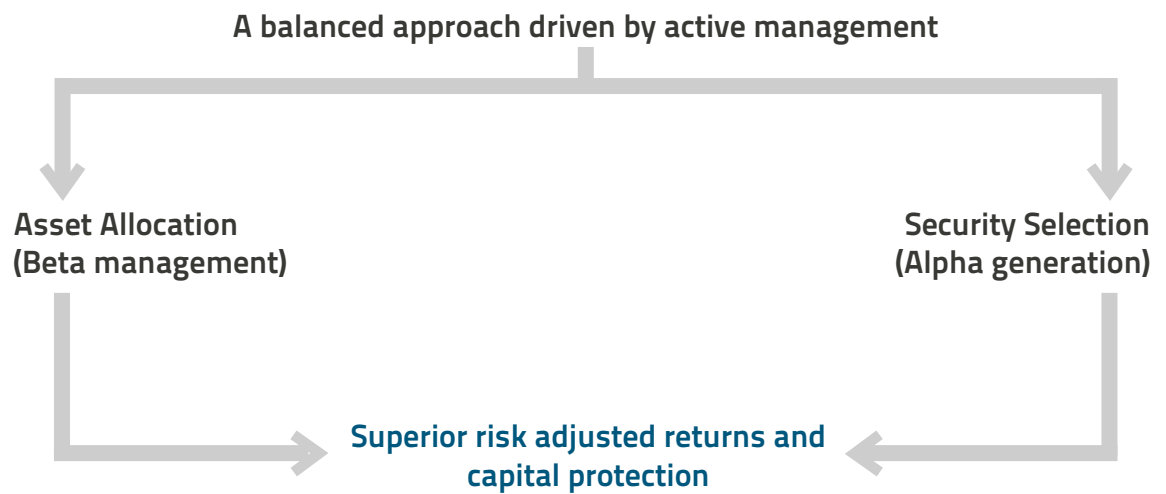 A balanced approach driven by active management
Asset Allocation
(Beta management)
Security Selection
(Alpha generation)
Superior risk adjusted returns and
capital protection